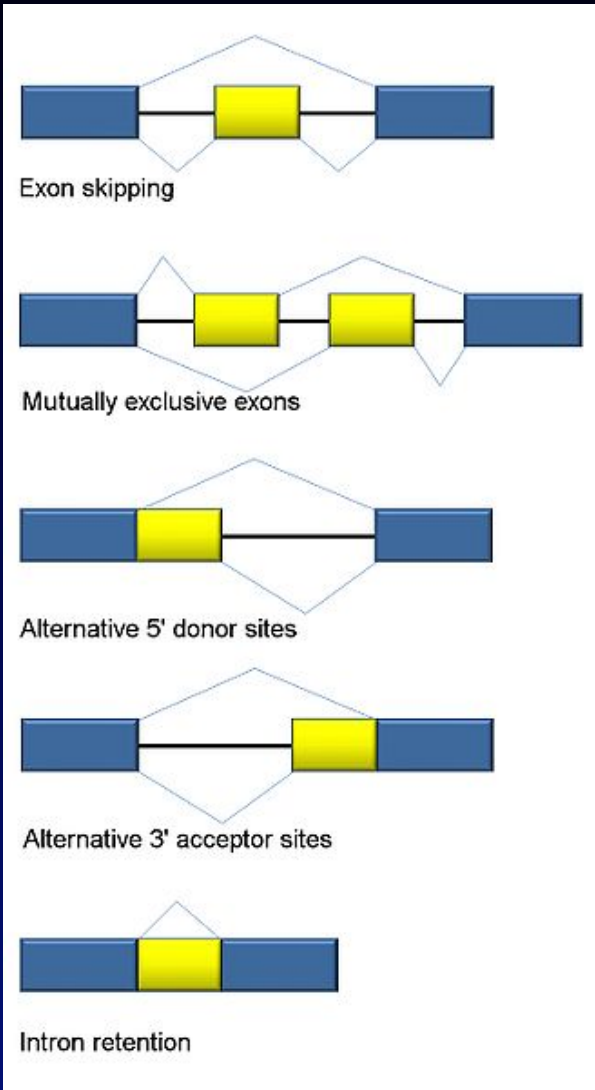 Exon skipping
Mutually exclusive exons
Alternative 5' donor sites
Alternative 3' acceptor sites
Intron retention